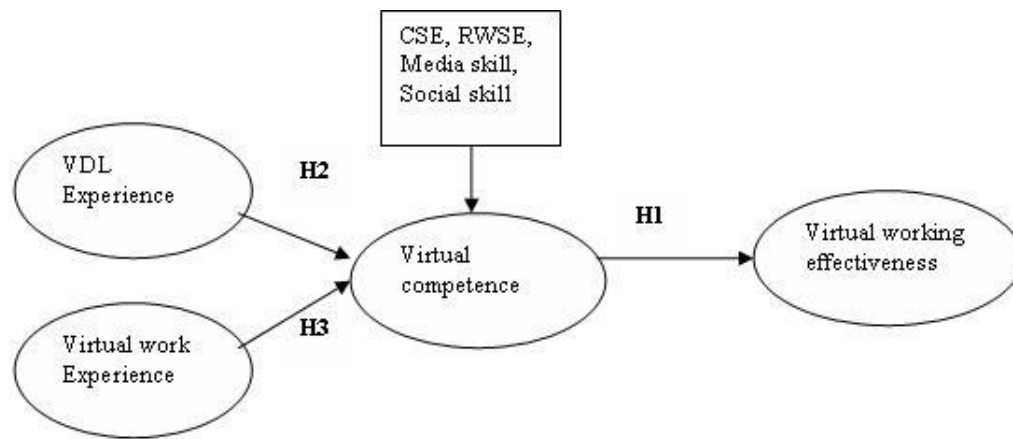 CSE, RWSE,
Media skill,
Social skill
VDL
Experience
H2
H1
Virtual
competence
Virtual working
effectiveness
H3
Virtual work
Experience